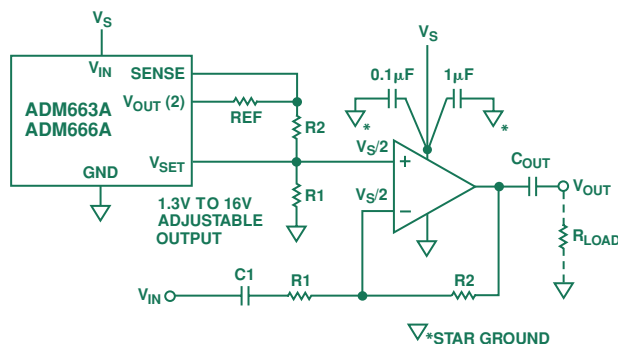 VS
VS
VIN
SENSE
0.1µF
1µF
ADM663A
ADM666A
VOUT (2)
REF
*
*
R2
GND
VSET
VS/2
+
COUT
VOUT
R1
VS/2
–
1.3V TO 16V
ADJUSTABLE
OUTPUT
RLOAD
C1
R1
R2
VIN
*STAR GROUND